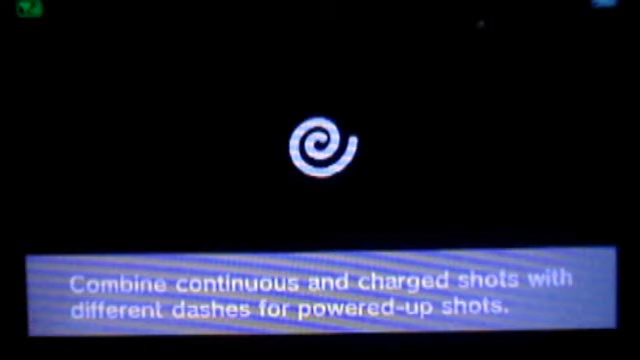 Combine continuous and charged shots with
different dashes for powered-up shots.